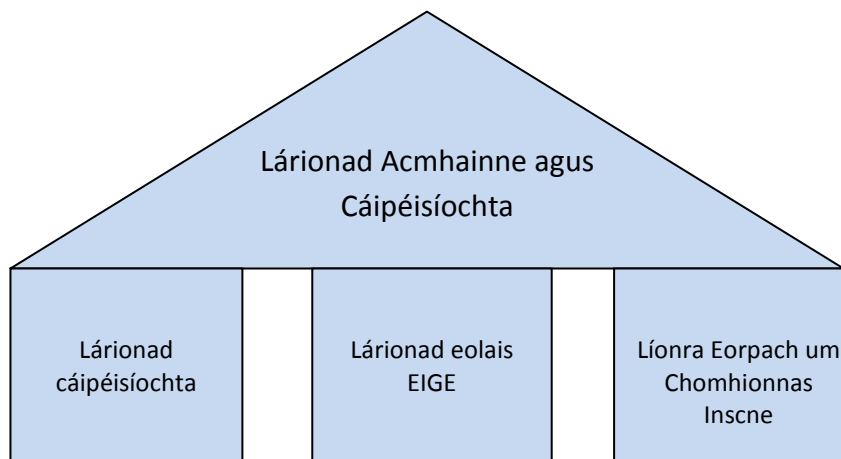 Lárionad Acmhainne agus
Cáipéisíochta
Lárionad
cáipéisíochta
Lárionad eolais
EIGE
Líonra Eorpach um
Chomhionnas
Inscne